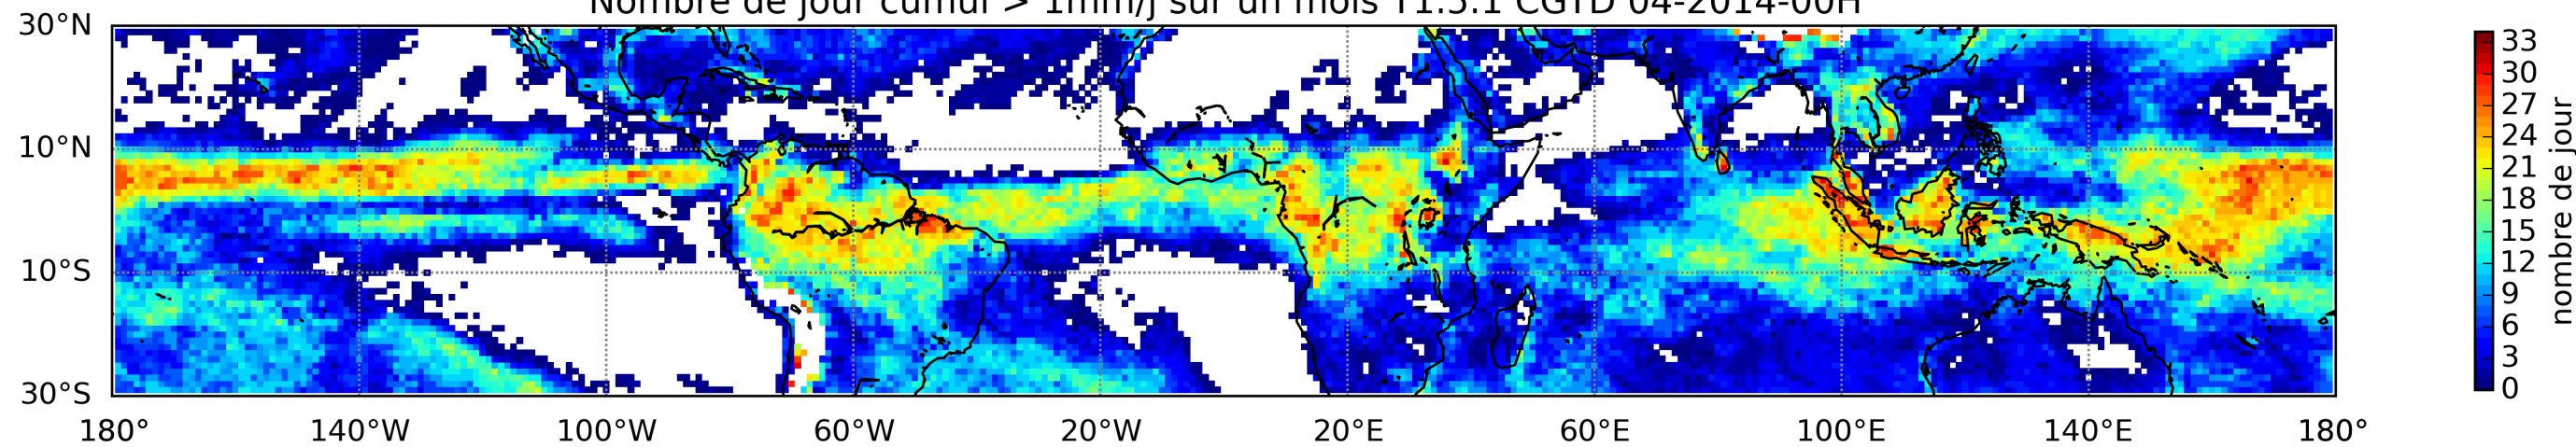 Nombre de jour cumul > 1mm/j sur un mois T1.5.1 CGTD 04-2014-00H
30°N
10°N
10°S
30°S
180° 140°W 100°W 60°W 20°W 20°E 60°E 100°E 140°E 180°
33
30
27
24
21
18
15
12
9
6
3
0
nombre de jour